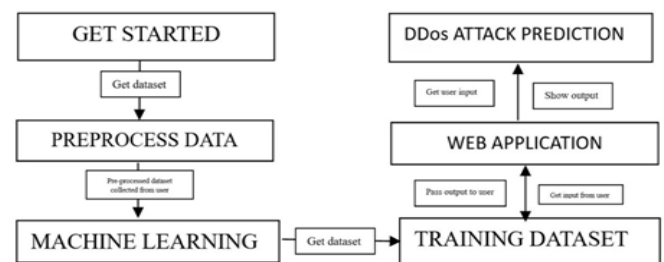 GET STARTED
Get dataset
PREPROCESS DATA
Pre-processed dataset
collected from user
MACHINE LEARNING
Get dataset
TRAINING DATASET
Pass output to user
Get input from user
WEB APPLICATION
Get user input
Show output
DDos ATTACK PREDICTION